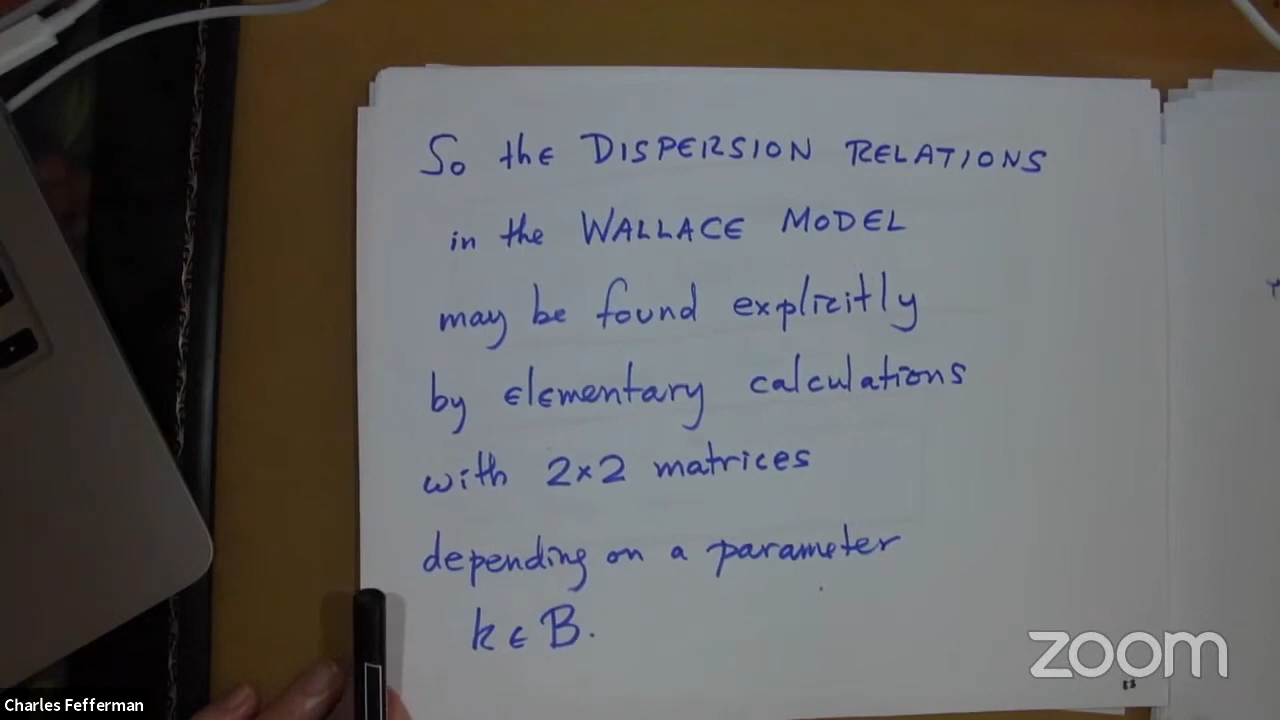 So the DISPERSION RELATIONS
in the WALLACE MODEL
may be found explicitly
by elementary calculations
with 2×2 matrices
depending on a parameter
k ∈ B.
zoom
Charles Fefferman